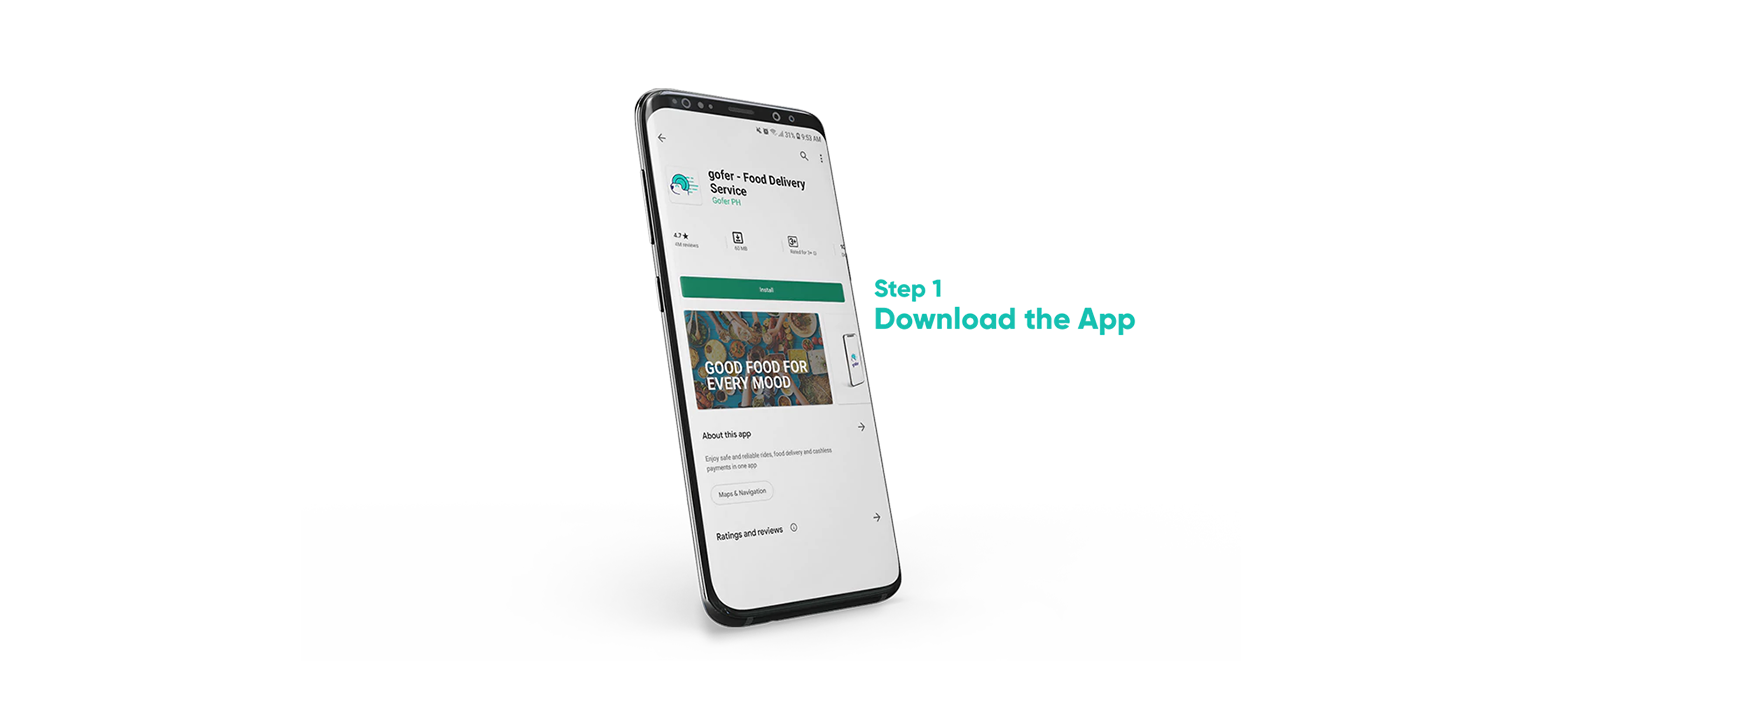 31% 9:53 AM
gofer - Food Delivery
Service
Gofer PH
4.7★
reviews
63 MB
3+
Rated for 3+
Install
GOOD FOOD FOR
EVERY MOOD
gofer
About this app
Enjoy safe and reliable rides, food delivery and cashless
payments in one app
Maps & Navigation
Ratings and reviews
Step 1
Download the App